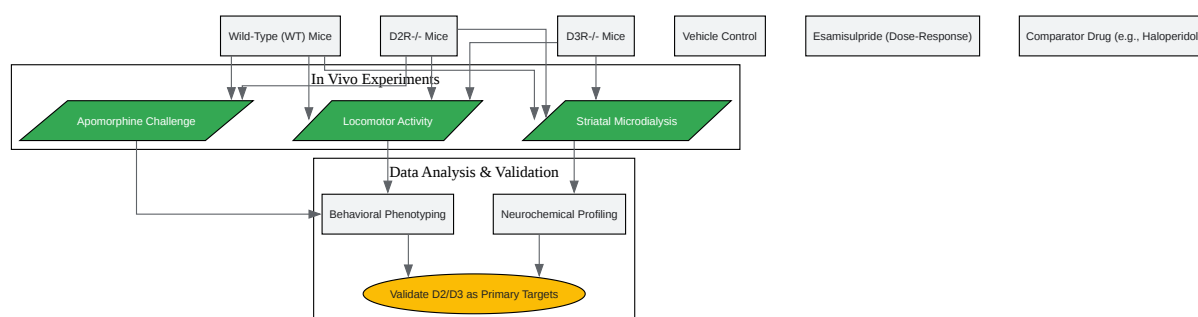 Wild-Type (WT) Mice
D2R-/- Mice
D3R-/- Mice
Vehicle Control
Esamisulpride (Dose-Response)
Comparator Drug (e.g., Haloperidol
In Vivo Experiments
Apomorphine Challenge
Locomotor Activity
Striatal Microdialysis
Data Analysis & Validation
Behavioral Phenotyping
Neurochemical Profiling
Validate D2/D3 as Primary Targets